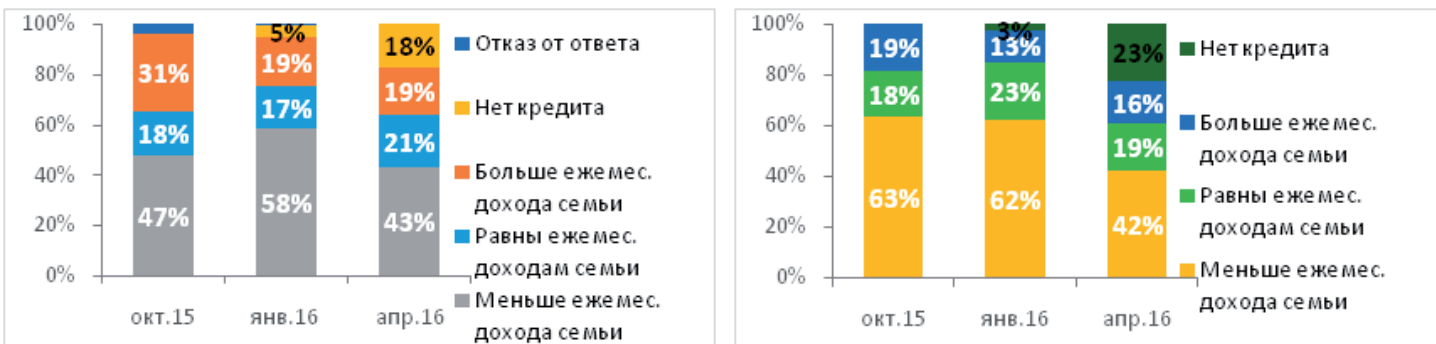 100%
80%
60%
40%
20%
0%
31%
18%
47%
5%
19%
17%
58%
18%
19%
21%
43%
окт.15
янв.16
апр.16
Отказ от ответа
Нет кредита
Больше ежемес.
дохода семьи
Равны ежемес.
доходам семьи
Меньше ежемес.
дохода семьи
100%
80%
60%
40%
20%
0%
19%
18%
63%
3%
13%
23%
62%
23%
16%
19%
42%
окт.15
янв.16
апр.16
Нет кредита
Больше ежемес.
дохода семьи
Равны ежемес.
доходам семьи
Меньше ежемес.
дохода семьи